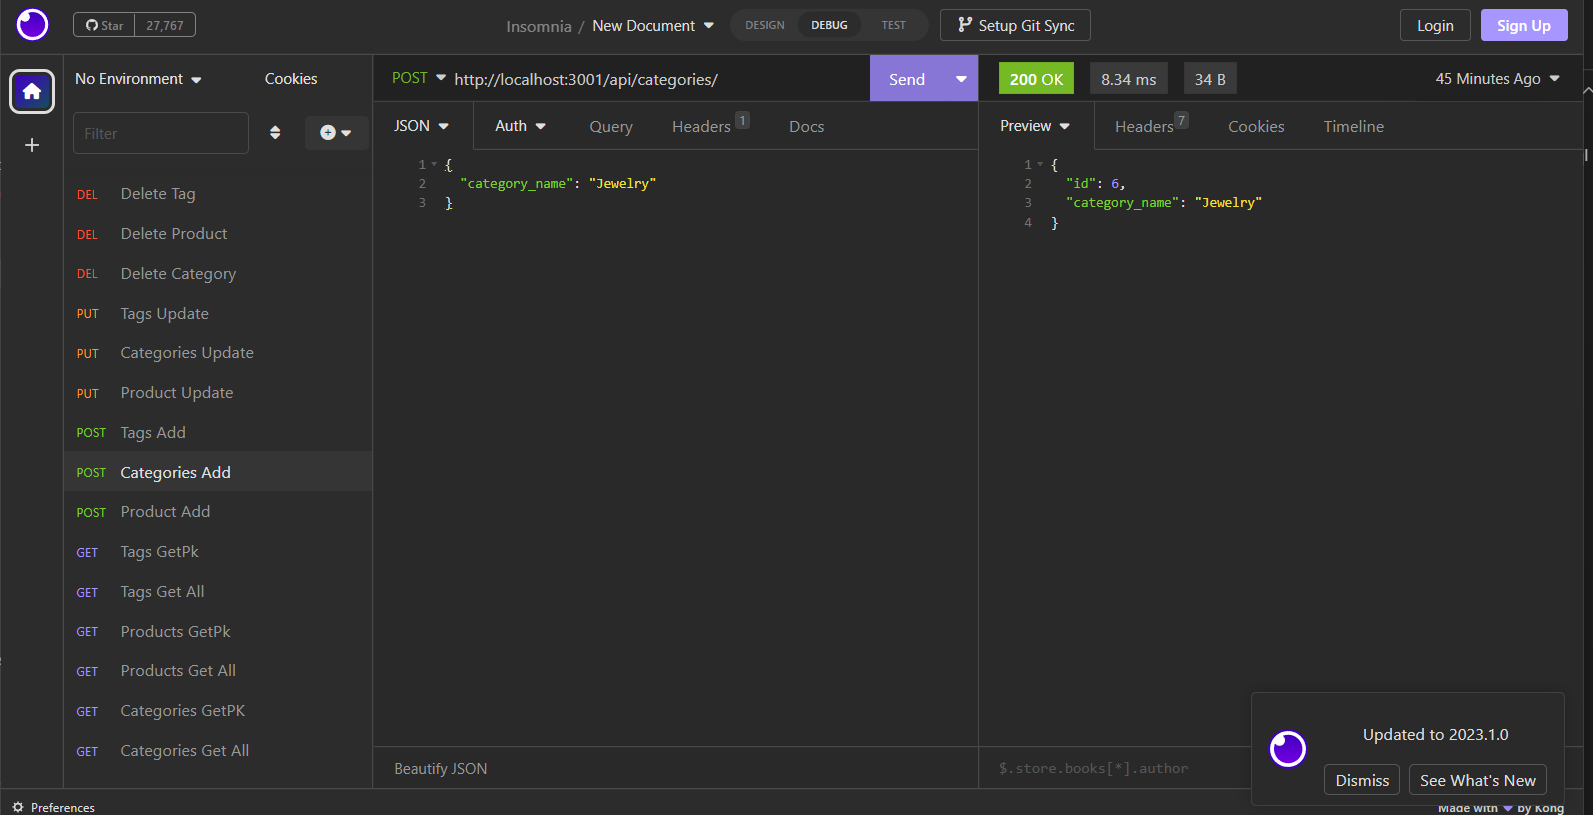 Star 27,767
Insomnia / New Document
DESIGN DEBUG TEST
Setup Git Sync
Login
Sign Up
No Environment
Cookies
Filter
DEL Delete Tag
DEL Delete Product
DEL Delete Category
PUT Tags Update
PUT Categories Update
PUT Product Update
POST Tags Add
POST Categories Add
POST Product Add
GET Tags GetPk
GET Tags Get All
GET Products GetPk
GET Products Get All
GET Categories GetPK
GET Categories Get All
Preferences
POST http://localhost:3001/api/categories/
Send
JSON Auth Query Headers 1 Docs
1 {
2 "category_name": "Jewelry"
3 }
Beautify JSON
200 OK 8.34 ms 34 B
45 Minutes Ago
Preview Headers 7 Cookies Timeline
1 {
2 "id": 6,
3 "category_name": "Jewelry"
4 }
$.store.books[*].author
Updated to 2023.1.0
Dismiss See What's New
Made with by Kong